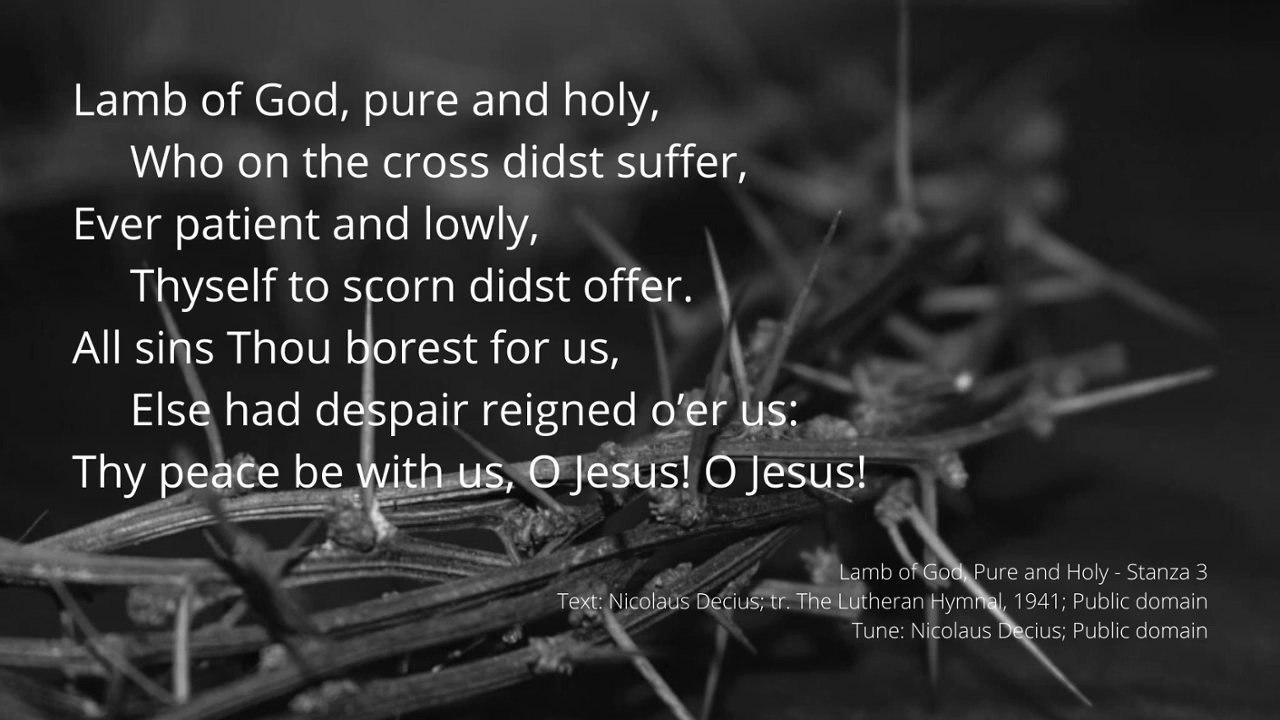 Lamb of God, pure and holy,
Who on the cross didst suffer,
Ever patient and lowly,
Thyself to scorn didst offer.
All sins Thou borest for us,
Else had despair reigned o’er us:
Thy peace be with us, O Jesus! O Jesus!
Lamb of God, Pure and Holy - Stanza 3
Text: Nicolaus Decius; tr. The Lutheran Hymnal, 1941; Public domain
Tune: Nicolaus Decius; Public domain